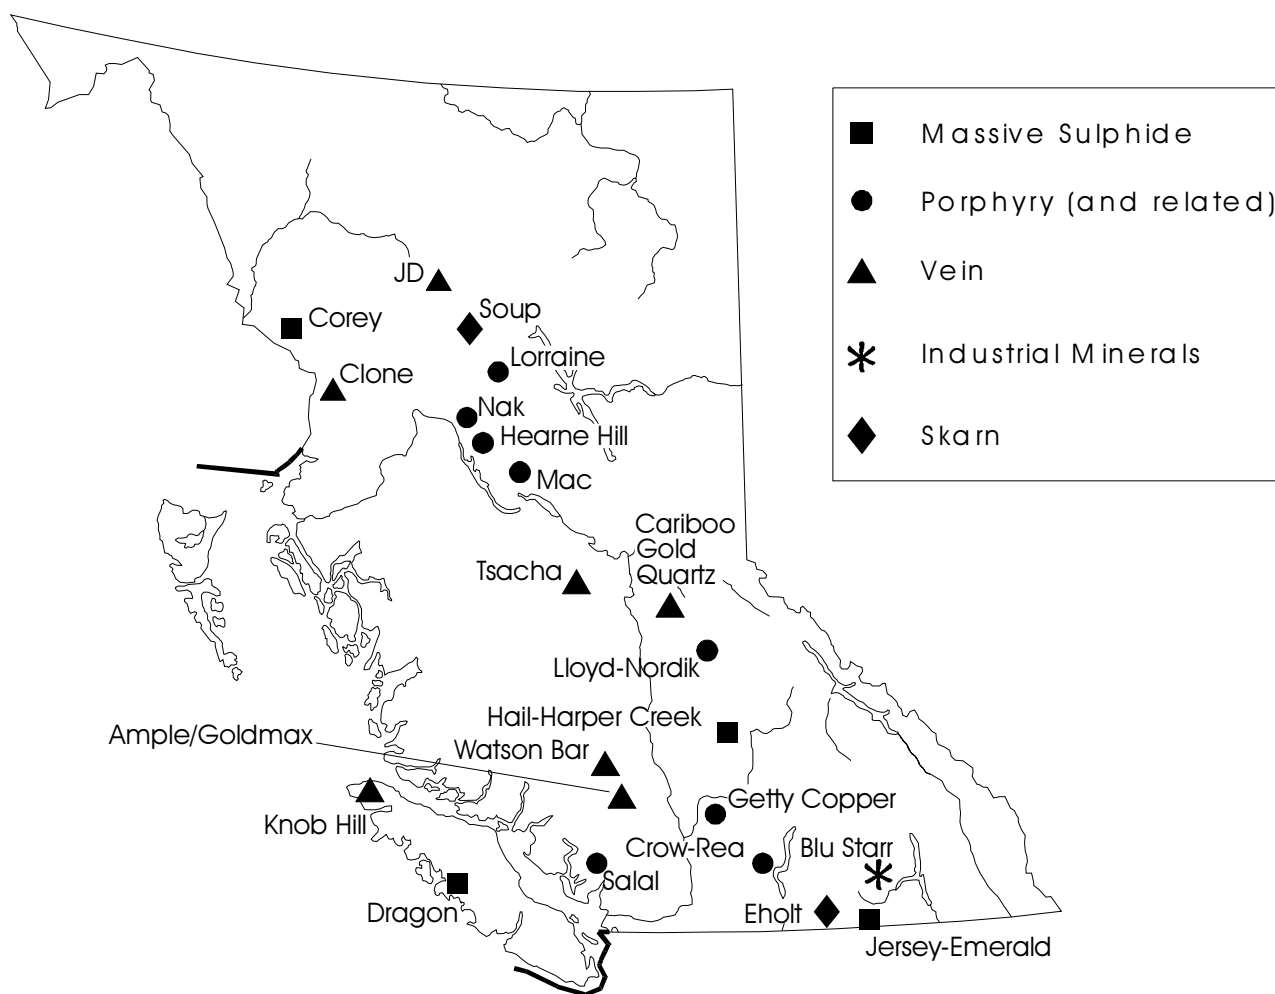 Massive Sulphide
Porphyry (and related)
Vein
Industrial Minerals
Skarn
JD
Soup
Corey
Lorraine
Clone
Nak
Hearne Hill
Mac
Cariboo
Gold
Quartz
Tsacha
Lloyd-Nordik
Hail-Harper Creek
Ample/Goldmax
Watson Bar
Getty Copper
Knob Hill
Crow-Rea
Blu Starr
Salal
Dragon
Eholt
Jersey-Emerald